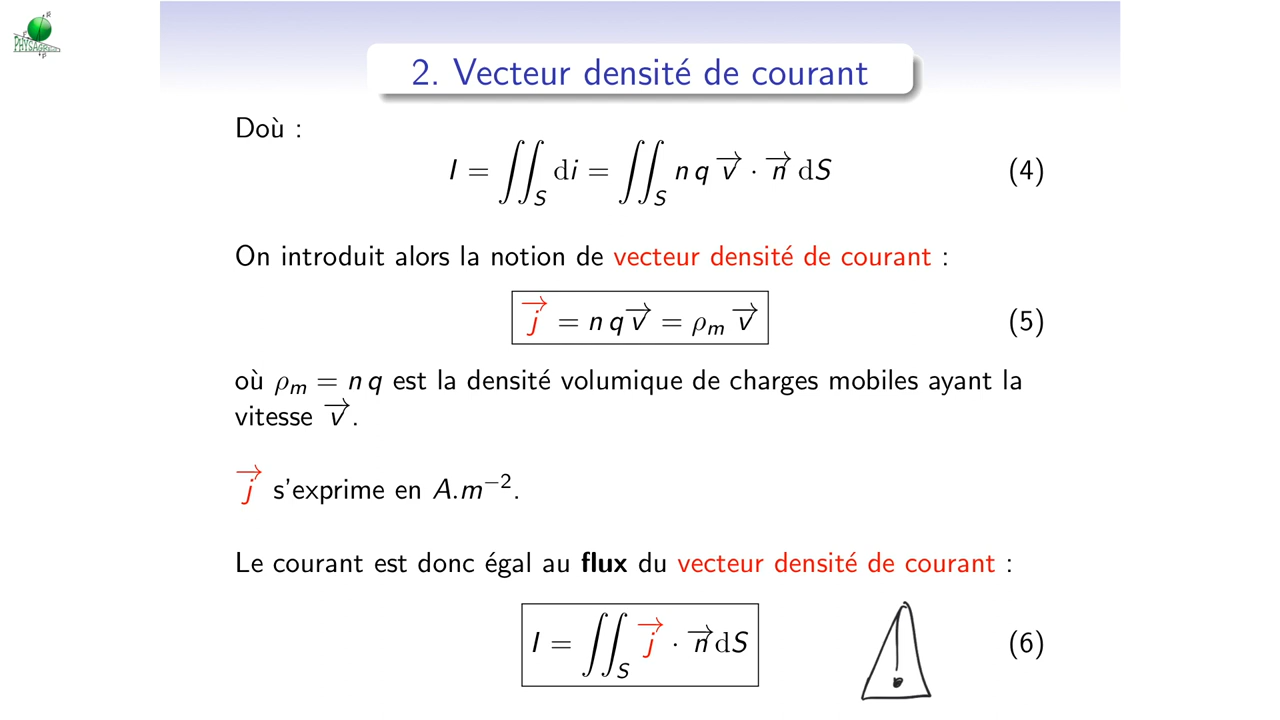 PAYSAGES
2. Vecteur densité de courant
Doù :
I = ∬_S di = ∬_S n q v⃗ · n⃗ dS (4)
On introduit alors la notion de vecteur densité de courant :
j⃗ = n q v⃗ = ρ_m v⃗ (5)
où ρ_m = n q est la densité volumique de charges mobiles ayant la
vitesse v⃗.
j⃗ s'exprime en A.m⁻².
Le courant est donc égal au flux du vecteur densité de courant :
I = ∬_S j⃗ · n⃗ dS (6)